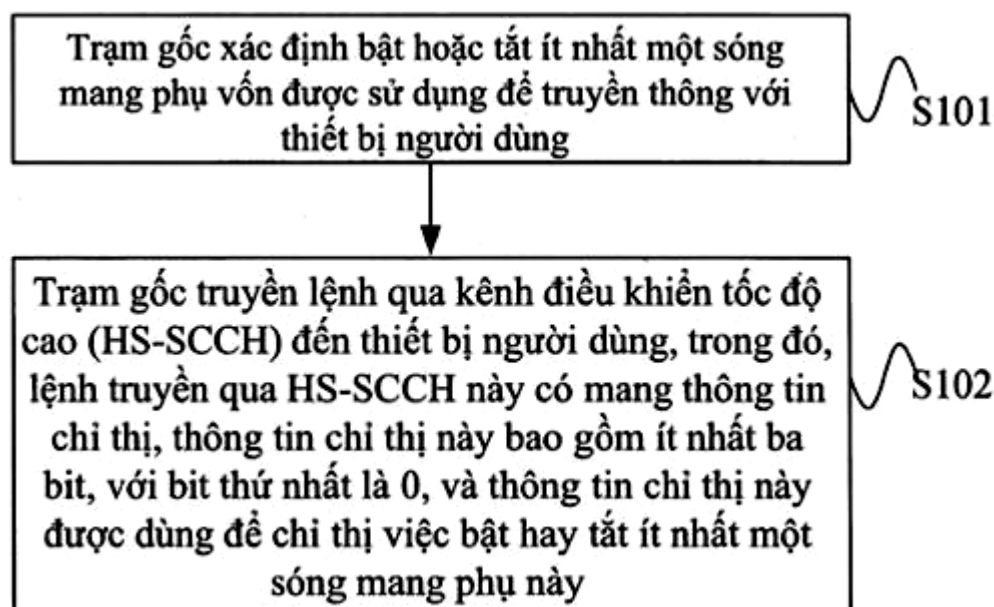 Trạm gốc xác định bật hoặc tắt ít nhất một sóng
mang phụ vốn được sử dụng để truyền thông với
thiết bị người dùng
S101
Trạm gốc truyền lệnh qua kênh điều khiển tốc độ
cao (HS-SCCH) đến thiết bị người dùng, trong đó,
lệnh truyền qua HS-SCCH này có mang thông tin
chỉ thị, thông tin chỉ thị này bao gồm ít nhất ba
bit, với bit thứ nhất là 0, và thông tin chỉ thị này
được dùng để chỉ thị việc bật hay tắt ít nhất một
sóng mang phụ này
S102